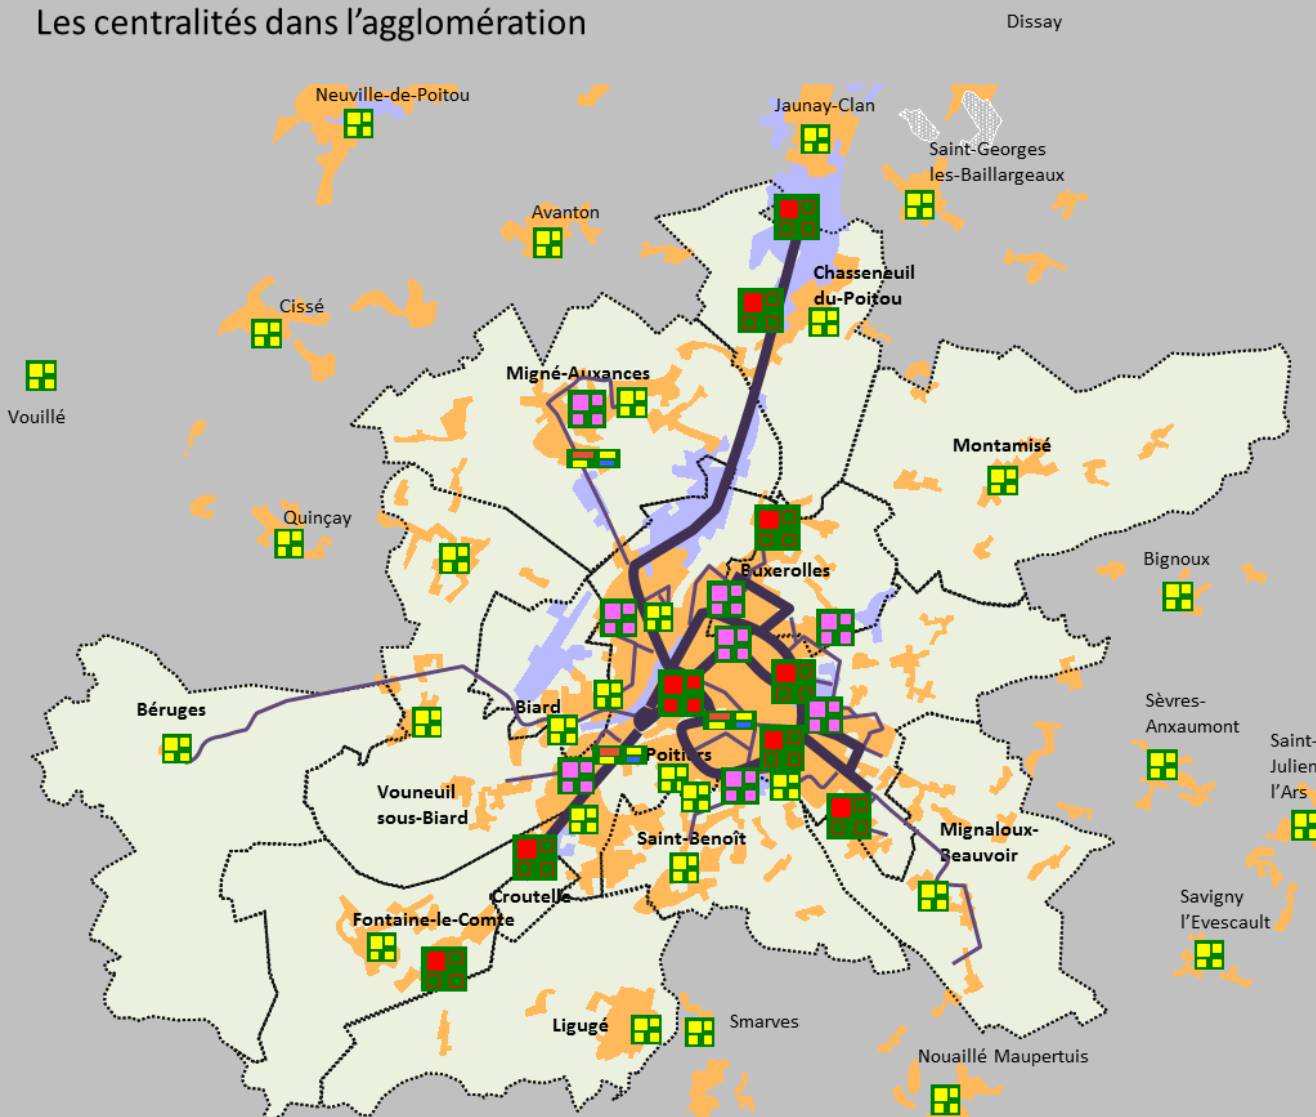 Les centralités dans l’agglomération
Dissay
Neuville-de-Poitou
Jaunay-Clan
Saint-Georges
les-Baillargeaux
Avanton
Chasseneuil
du-Poitou
Cissé
Migné-Auxances
Vouillé
Montamisé
Quinçay
Bignoux
Buxerolles
Béruges
Biard
Sèvres-
Anxaumont
Saint-
Julien
l’Ars
Poitiers
Vouneuil
sous-Biard
Saint-Benoît
Mignaloux-
Beauvoir
Croutelle
Fontaine-le-Comte
Savigny
l’Evescault
Ligugé
Smarves
Nouaillé Maupertuis